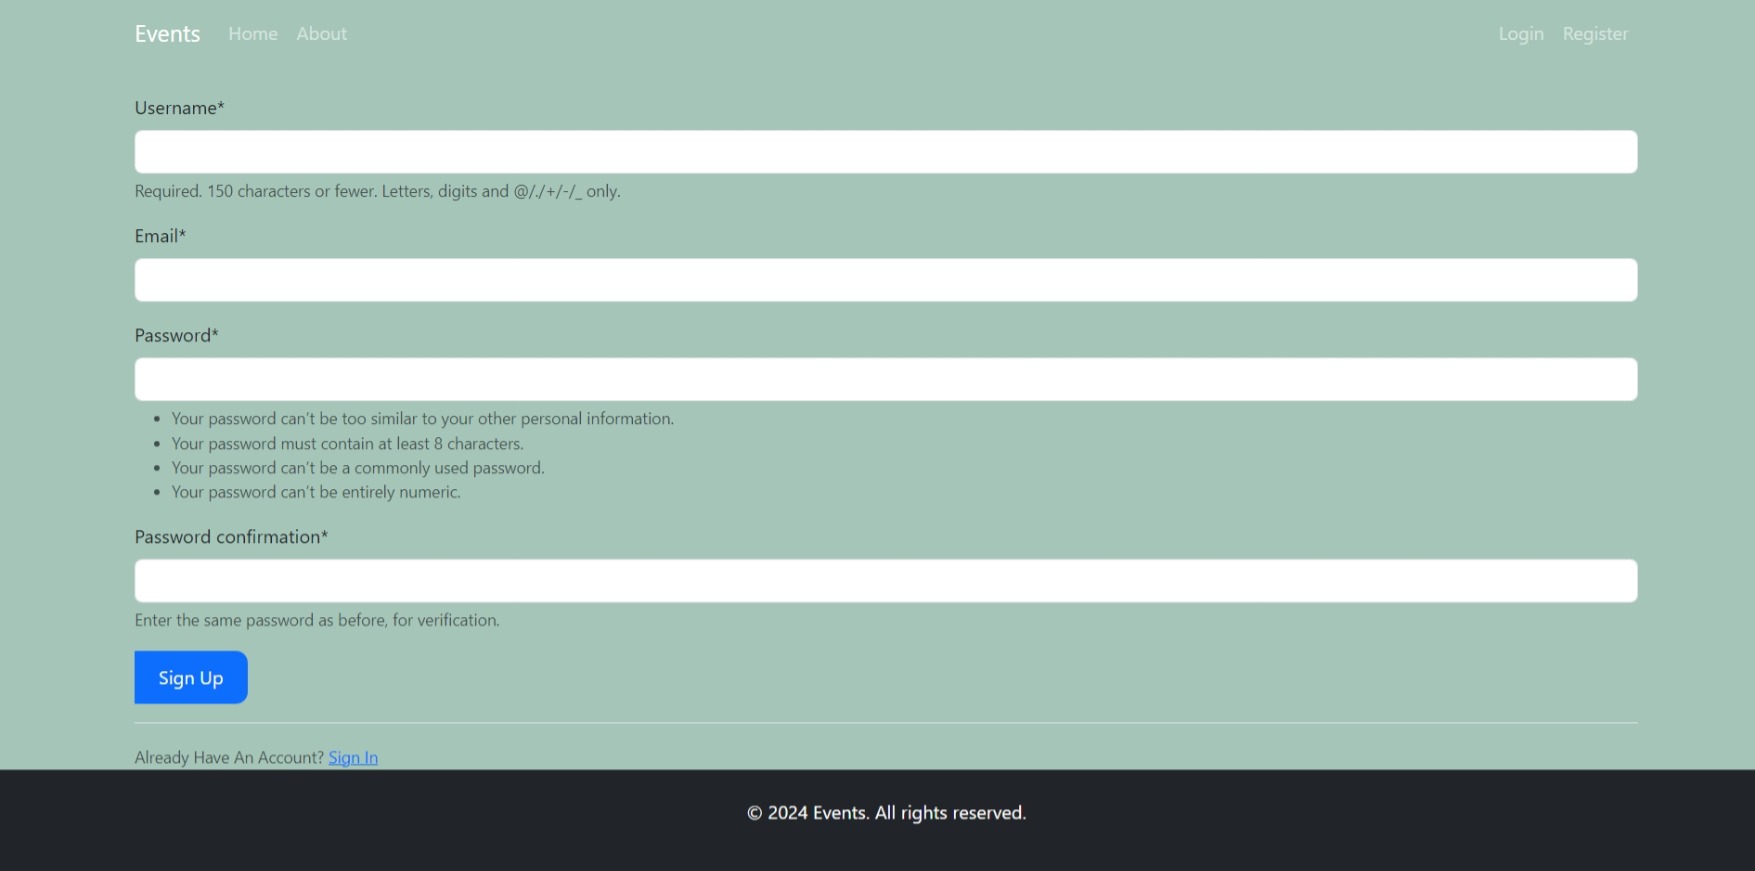 Events Home About Login Register
Username*
Required. 150 characters or fewer. Letters, digits and @/./+/-/_ only.
Email*
Password*
• Your password can't be too similar to your other personal information.
• Your password must contain at least 8 characters.
• Your password can't be a commonly used password.
• Your password can't be entirely numeric.
Password confirmation*
Enter the same password as before, for verification.
Sign Up
Already Have An Account? Sign In
© 2024 Events. All rights reserved.